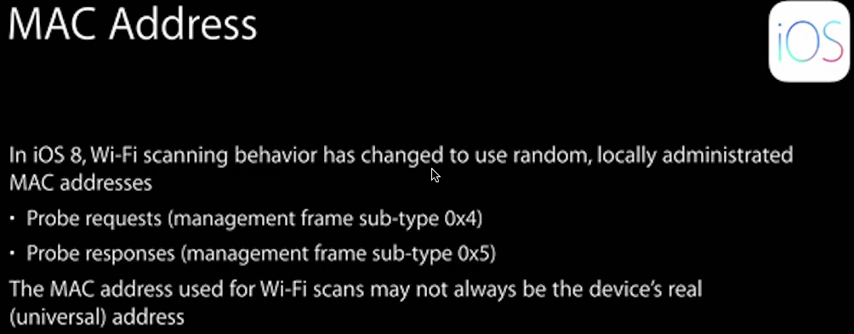 MAC Address
iOS
In iOS 8, Wi-Fi scanning behavior has changed to use random, locally administrated
MAC addresses
• Probe requests (management frame sub-type 0x4)
• Probe responses (management frame sub-type 0x5)
The MAC address used for Wi-Fi scans may not always be the device's real
(universal) address